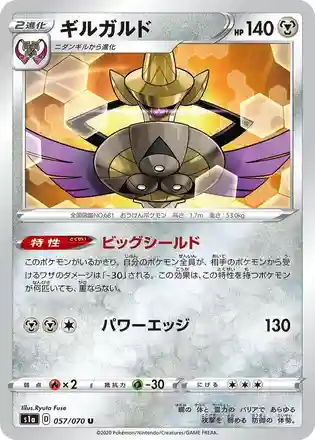 2進化 ギルガルド HP 140
ニダンギルから進化
全国図鑑NO.681 おうけんポケモン 高さ:1.7m 重さ:53.0kg
特性 とくせい ビッグシールド
このポケモンがいるかぎり、自分のポケモン全員が、相手のポケモンから受けるワザのダメージは「-30」される。この効果は、この特性を持つポケモンが何匹いても、重ならない。
パワーエッジ 130
弱点 ×2 抵抗力 -30 にげる
Illus.Ryuta Fuse
s1a D 057/070 U
©2020 Pokémon/Nintendo/Creatures/GAME FREAK.